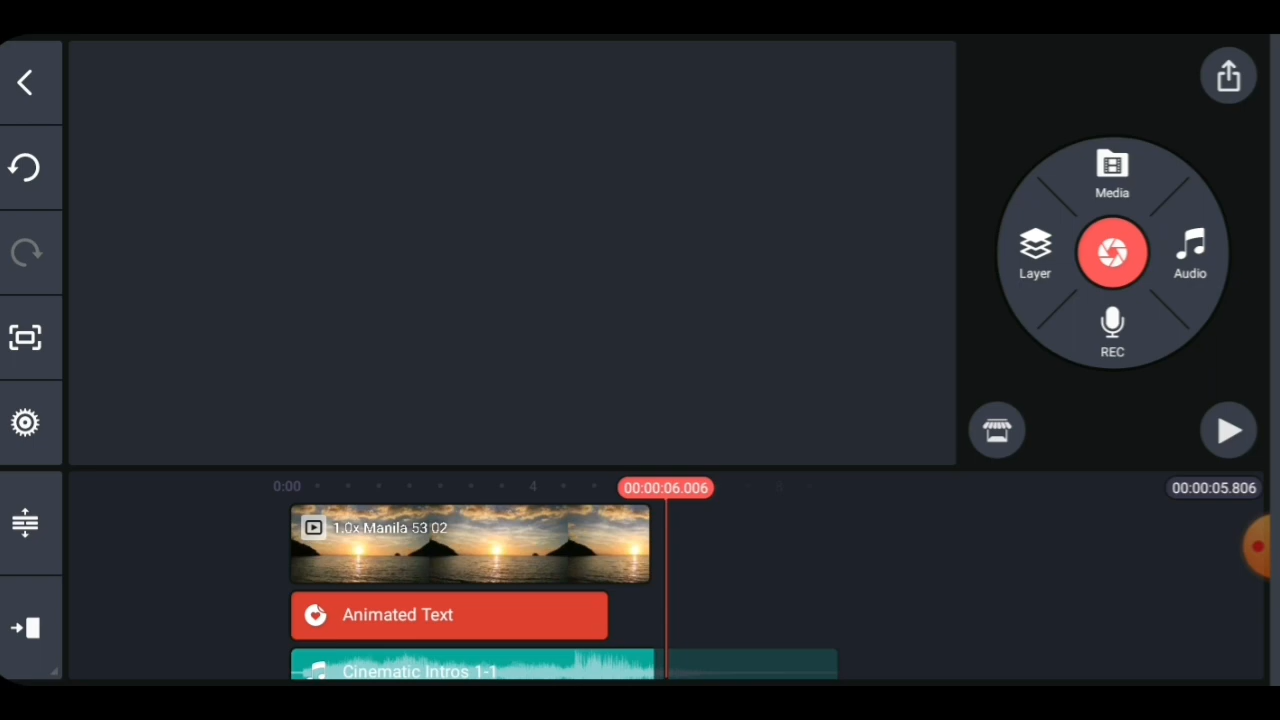 Media
Layer
Audio
REC
0:00
4
00:00:06.006
00:00:05.806
1.0x Manila 53 02
Animated Text
Cinematic Intros 1-1